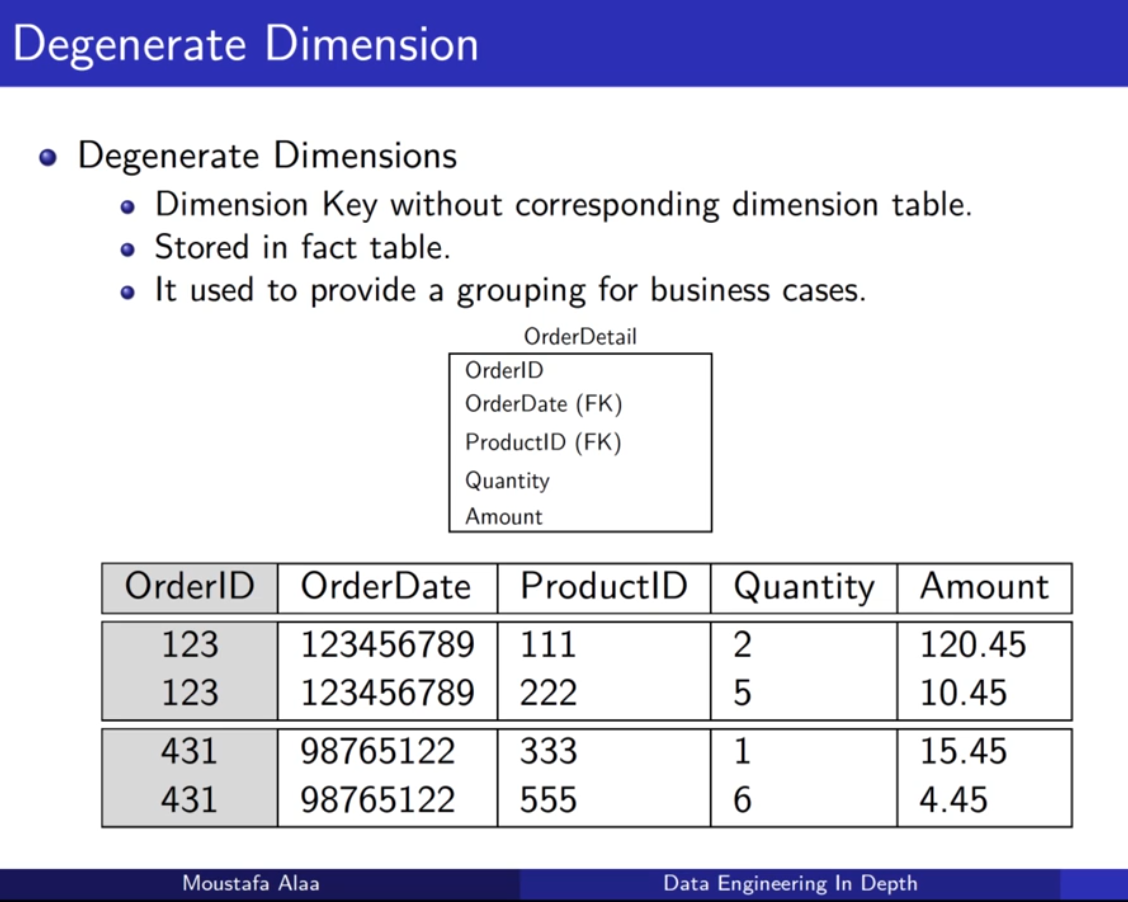 Degenerate Dimension
Degenerate Dimensions
Dimension Key without corresponding dimension table.
Stored in fact table.
It used to provide a grouping for business cases.
OrderDetail
OrderID
OrderDate (FK)
ProductID (FK)
Quantity
Amount
OrderID OrderDate ProductID Quantity Amount
123 123456789 111 2 120.45
123 123456789 222 5 10.45
431 98765122 333 1 15.45
431 98765122 555 6 4.45
Moustafa Alaa Data Engineering In Depth